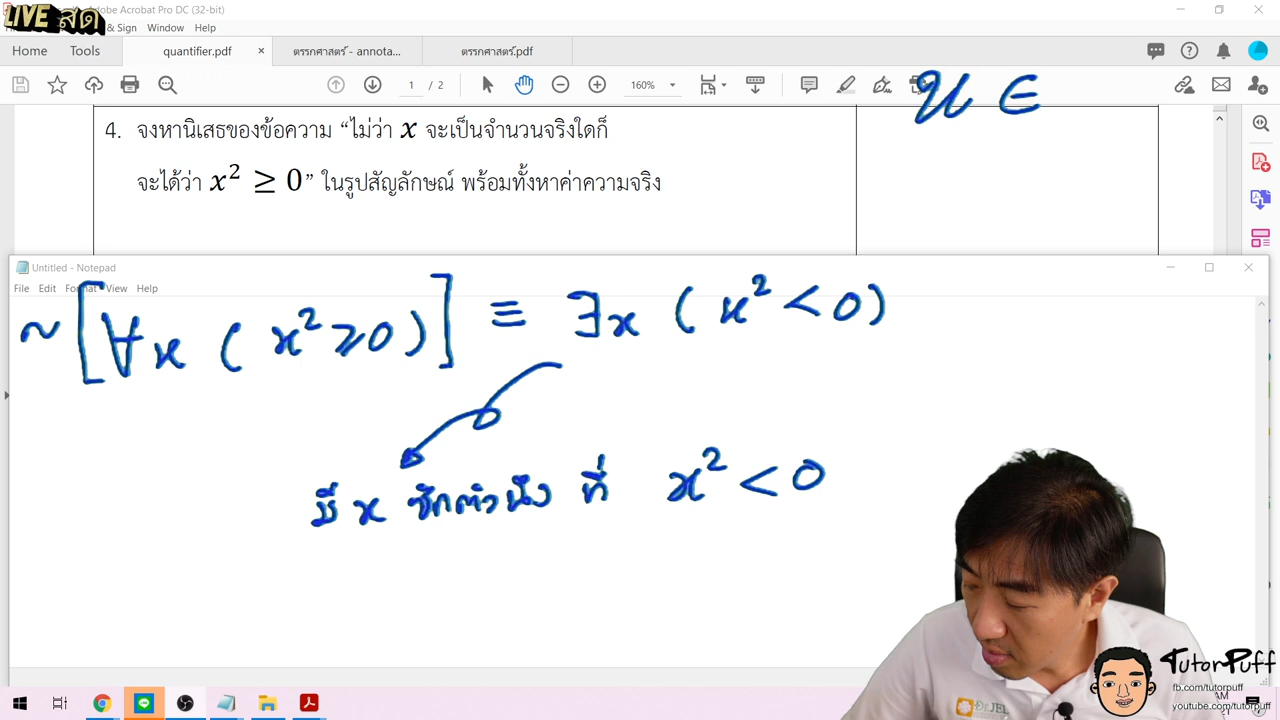 LIVE สด
Adobe Acrobat Pro DC (32-bit)
& Sign Window Help
Home Tools quantifier.pdf × ตรรกศาสตร์ - annota... ตรรกศาสตร์.pdf
1 / 2 160%
𝒰 ∈
4. จงหานิเสธของข้อความ “ไม่ว่า x จะเป็นจำนวนจริงใดก็
จะได้ว่า x² ≥ 0” ในรูปสัญลักษณ์ พร้อมทั้งหาค่าความจริง
Untitled - Notepad
File Edit Format View Help
~[∀x (x² ≥ 0)] ≡ ∃x (x² < 0)
มี x ซักตัวนึง ที่ x² < 0
TUTORPUFF
fb.com/tutorpuff
youtube.com/tutorpuff